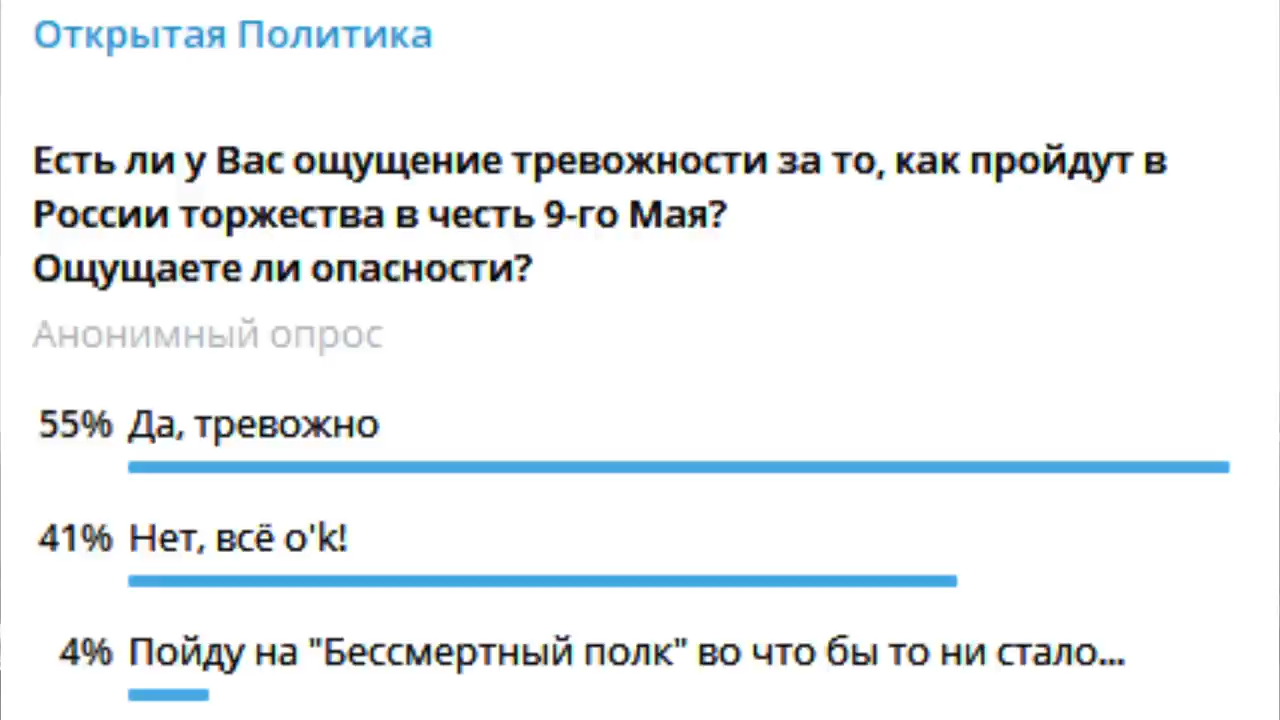 Открытая Политика
Есть ли у Вас ощущение тревожности за то, как пройдут в
России торжества в честь 9-го Мая?
Ощущаете ли опасности?
Анонимный опрос
55% Да, тревожно
41% Нет, всё o'k!
4% Пойду на "Бессмертный полк" во что бы то ни стало...